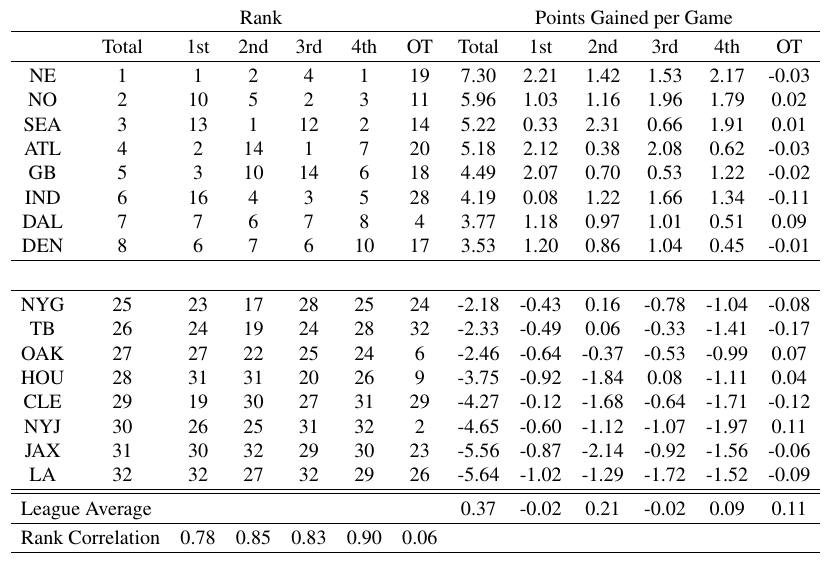 Rank Points Gained per Game
Total 1st 2nd 3rd 4th OT Total 1st 2nd 3rd 4th OT
NE 1 1 2 4 1 19 7.30 2.21 1.42 1.53 2.17 -0.03
NO 2 10 5 2 3 11 5.96 1.03 1.16 1.96 1.79 0.02
SEA 3 13 1 12 2 14 5.22 0.33 2.31 0.66 1.91 0.01
ATL 4 2 14 1 7 20 5.18 2.12 0.38 2.08 0.62 -0.03
GB 5 3 10 14 6 18 4.49 2.07 0.70 0.53 1.22 -0.02
IND 6 16 4 3 5 28 4.19 0.08 1.22 1.66 1.34 -0.11
DAL 7 7 6 7 8 4 3.77 1.18 0.97 1.01 0.51 0.09
DEN 8 6 7 6 10 17 3.53 1.20 0.86 1.04 0.45 -0.01
NYG 25 23 17 28 25 24 -2.18 -0.43 0.16 -0.78 -1.04 -0.08
TB 26 24 19 24 28 32 -2.33 -0.49 0.06 -0.33 -1.41 -0.17
OAK 27 27 22 25 24 6 -2.46 -0.64 -0.37 -0.53 -0.99 0.07
HOU 28 31 31 20 26 9 -3.75 -0.92 -1.84 0.08 -1.11 0.04
CLE 29 19 30 27 31 29 -4.27 -0.12 -1.68 -0.64 -1.71 -0.12
NYJ 30 26 25 31 32 2 -4.65 -0.60 -1.12 -1.07 -1.97 0.11
JAX 31 30 32 29 30 23 -5.56 -0.87 -2.14 -0.92 -1.56 -0.06
LA 32 32 27 32 29 26 -5.64 -1.02 -1.29 -1.72 -1.52 -0.09
League Average 0.37 -0.02 0.21 -0.02 0.09 0.11
Rank Correlation 0.78 0.85 0.83 0.90 0.06